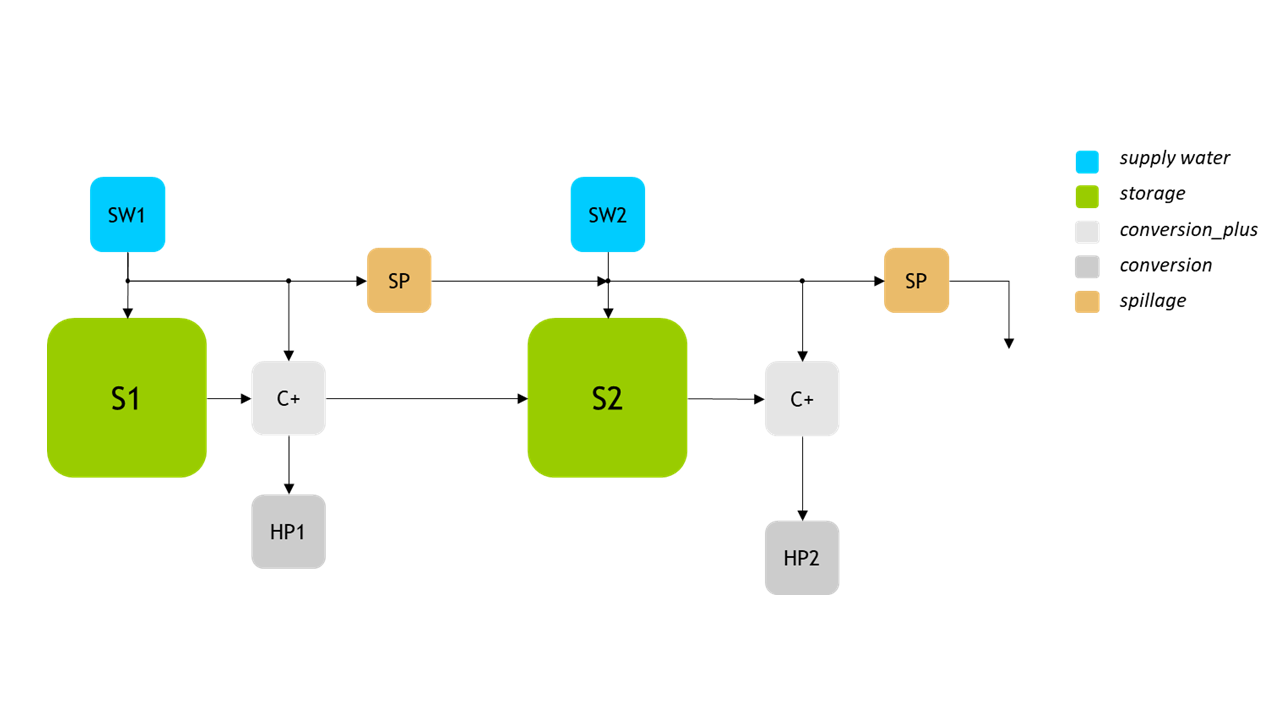 SW1
SW2
SP
SP
S1
C+
S2
C+
HP1
HP2
supply water
storage
conversion_plus
conversion
spillage